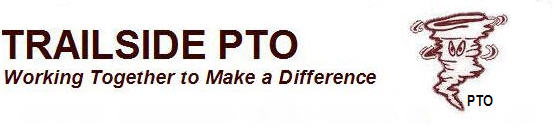 TRAILSIDE PTO
Working Together to Make a Difference
PTO